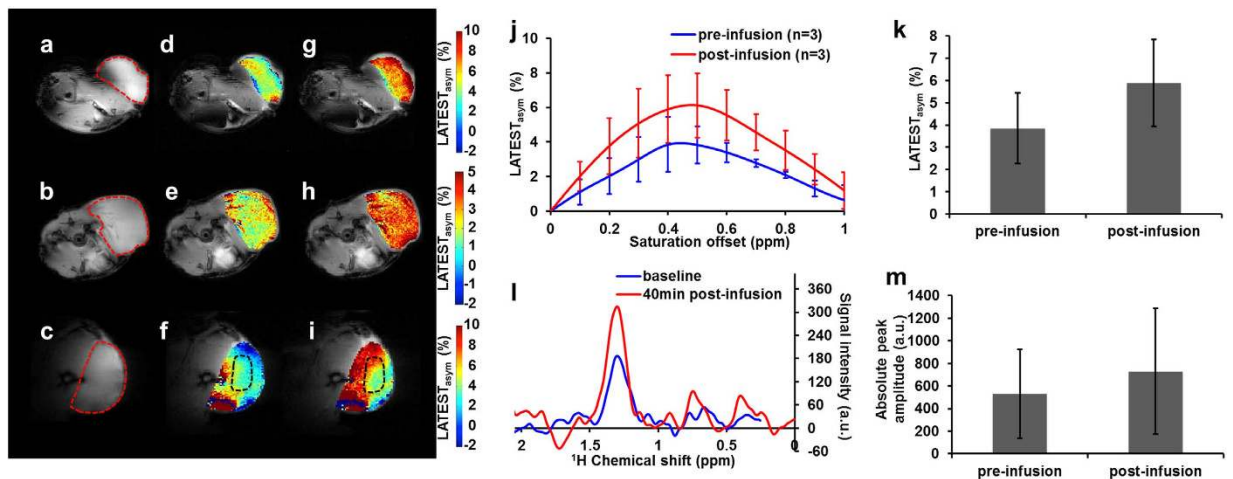 a
d
g
LATESTasym (%)
10
8
6
4
2
0
-2
b
e
h
LATESTasym (%)
5
4
3
2
1
0
-1
-2
c
f
i
LATESTasym (%)
10
8
6
4
2
0
-2
j
pre-infusion (n=3)
post-infusion (n=3)
LATESTasym (%)
10
8
6
4
2
0
0 0.2 0.4 0.6 0.8 1
Saturation offset (ppm)
k
LATESTasym (%)
8
7
6
5
4
3
2
1
0
pre-infusion post-infusion
l
baseline
40min post-infusion
360
300
240
180
120
60
0
-60
Signal intensity (a.u.)
2 1.5 1 0.5 0
¹H Chemical shift (ppm)
m
Absolute peak
amplitude (a.u.)
1400
1200
1000
800
600
400
200
0
pre-infusion post-infusion